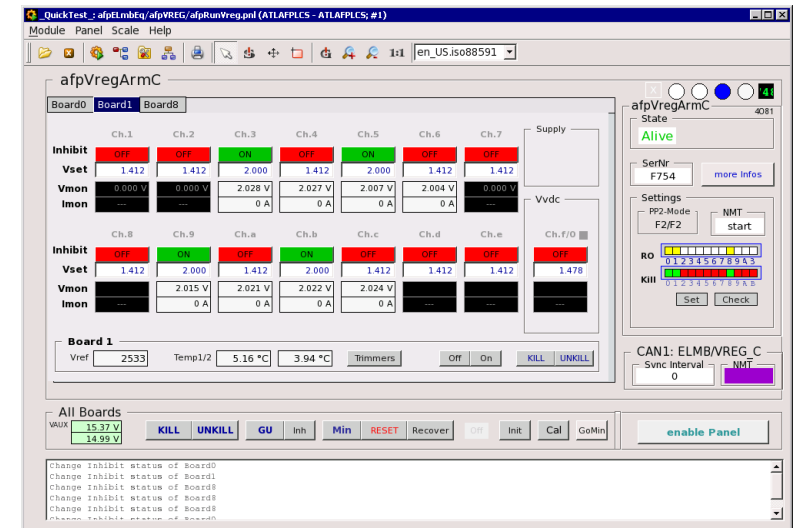 _QuickTest_: afpELmbEq/afpVREG/afpRunVreg.pnl (ATLAFPLCS - ATLAFPLCS; #1)
Module Panel Scale Help
1:1 en_US.iso88591
afpVregArmC
Board0 Board1 Board8
Ch.1 Ch.2 Ch.3 Ch.4 Ch.5 Ch.6 Ch.7
Inhibit OFF OFF ON OFF ON OFF OFF
Vset 1.412 1.412 2.000 1.412 1.412 1.412 1.412
Vmon 0.000 V 0.000 V 2.028 V 2.027 V 2.007 V 2.004 V 0.000 V
Imon --- --- 0 A 0 A 0 A 0 A ---
Ch.8 Ch.9 Ch.a Ch.b Ch.c Ch.d Ch.e Ch.f/0
Inhibit OFF ON OFF ON OFF OFF OFF OFF
Vset 1.412 2.000 1.412 2.000 1.412 1.412 1.412 1.478
Vmon 2.015 V 2.021 V 2.022 V 2.024 V
Imon --- 0 A 0 A 0 A 0 A --- --- ---
Supply
Vvdc
Board 1
Vref 2533 Temp1/2 5.16 °C 3.94 °C Trimmers Off On KILL UNKILL
X
'41
afpVregArmC 4081
State
Alive
SerNr
F754
more Infos
Settings
PP2-Mode
F2/F2
NMT
start
RO 0 1 2 3 4 5 6 7 8 9 A B
Kill 0 1 2 3 4 5 6 7 8 9 A B
Set Check
CAN1: ELMB/VREG_C
Sync Interval
0
NMT
All Boards
VAUX 15.37 V
14.99 V
KILL UNKILL GU Inh Min RESET Recover Off Init Cal GoMin
enable Panel
Change Inhibit status of Board0
Change Inhibit status of Board1
Change Inhibit status of Board8
Change Inhibit status of Board8
Change Inhibit status of Board8
Change Inhibit status of Board0